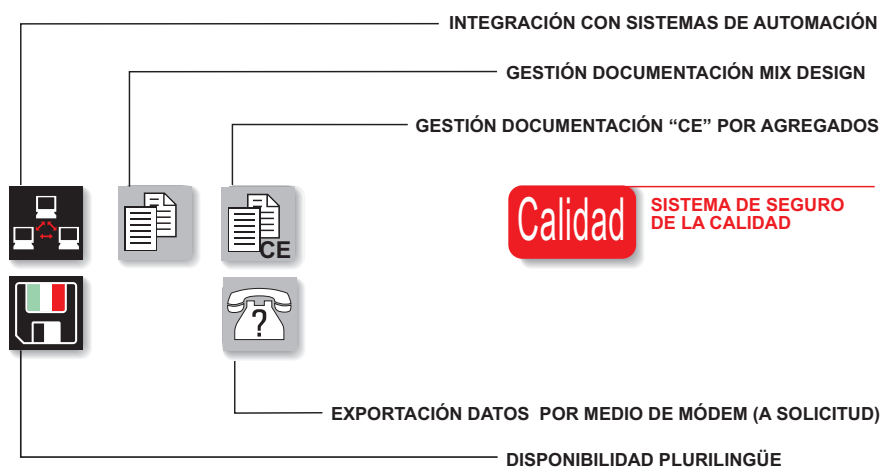 INTEGRACIÓN CON SISTEMAS DE AUTOMACIÓN
GESTIÓN DOCUMENTACIÓN MIX DESIGN
GESTIÓN DOCUMENTACIÓN “CE” POR AGREGADOS
Calidad
SISTEMA DE SEGURO
DE LA CALIDAD
CE
?
EXPORTACIÓN DATOS POR MEDIO DE MÓDEM (A SOLICITUD)
DISPONIBILIDAD PLURILINGÜE